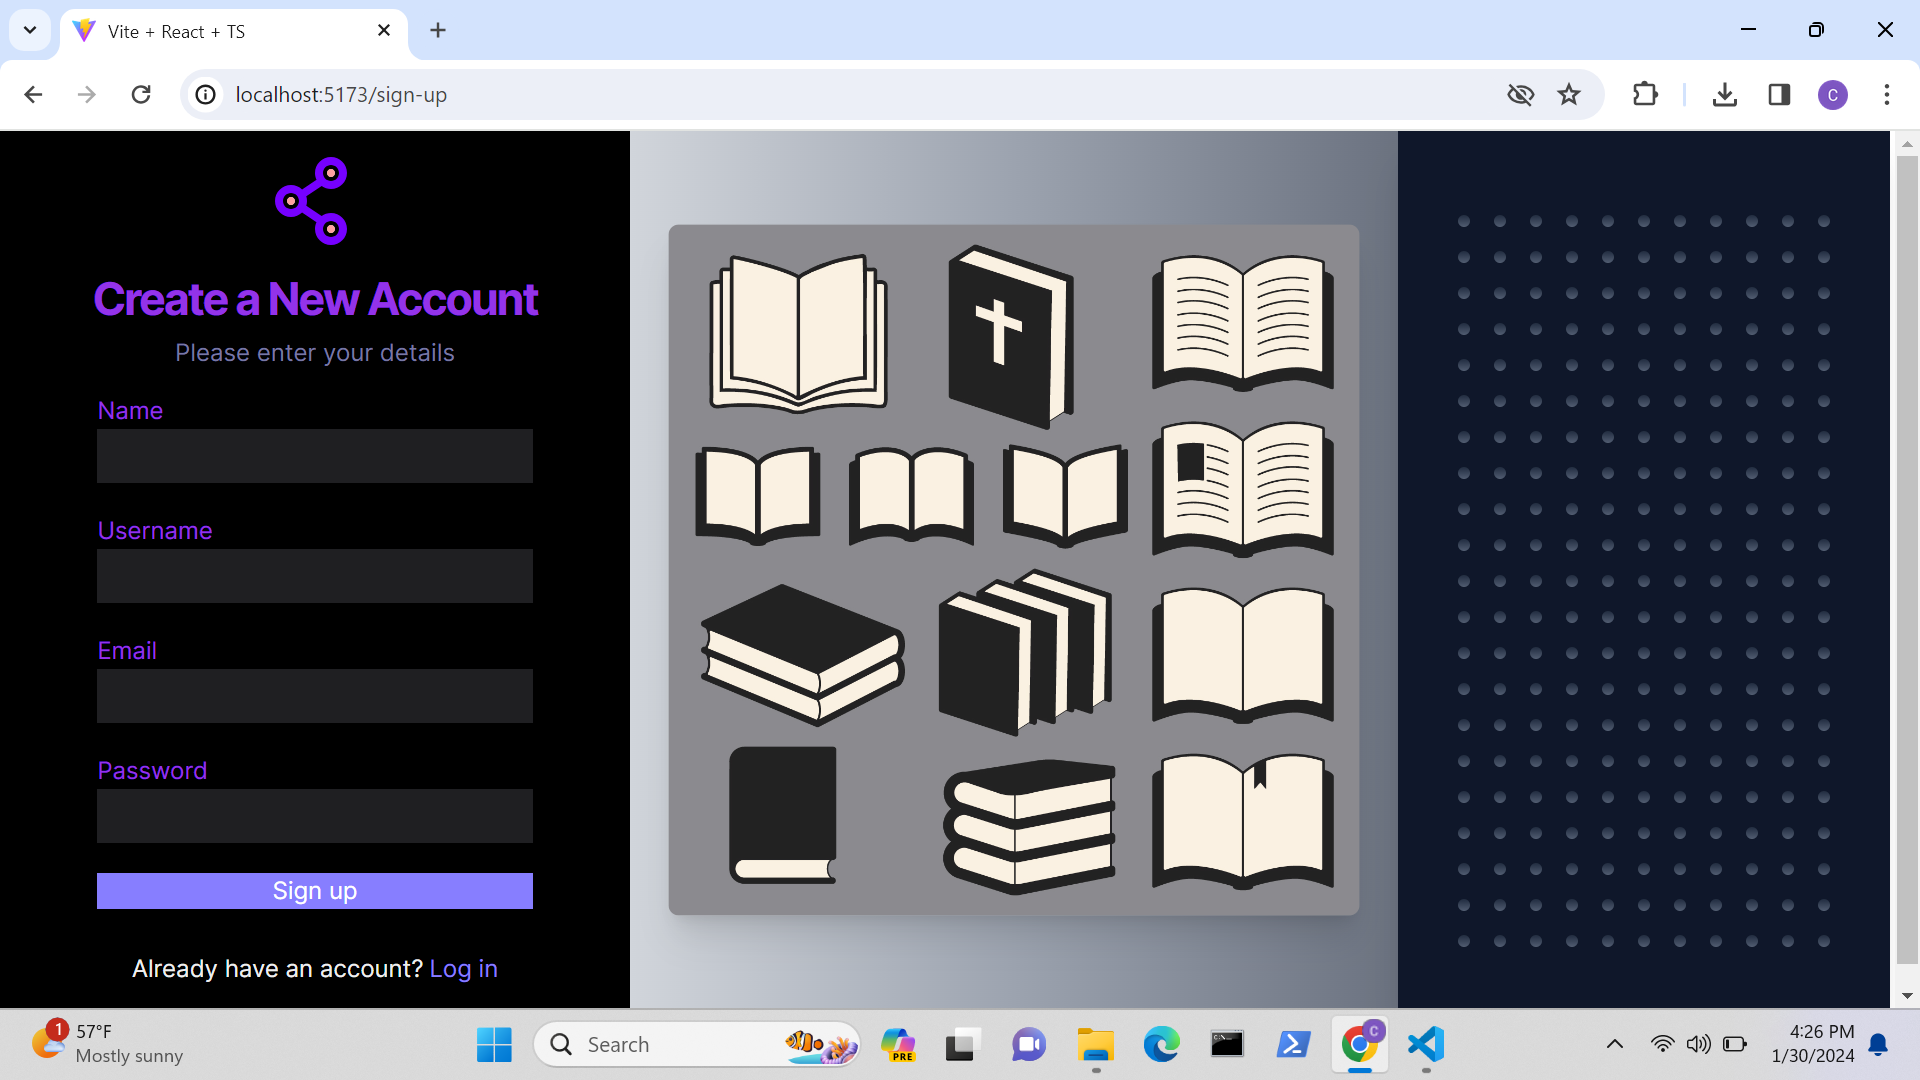 Vite + React + TS
localhost:5173/sign-up
C
Create a New Account
Please enter your details
Name
Username
Email
Password
Sign up
Already have an account? Log in
1
57°F
Mostly sunny
Search
PRE
C:\_
C
4:26 PM
1/30/2024